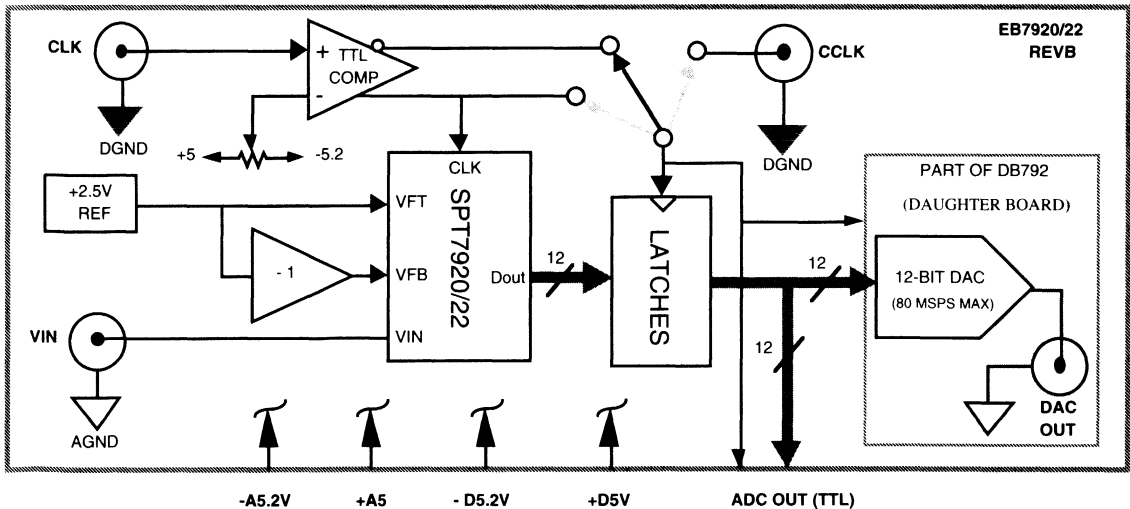 EB7920/22
REVB
CLK
+
TTL
COMP
-
CCLK
DGND
DGND
+5
-5.2
+2.5V
REF
CLK
VFT
VFB
VIN
SPT7920/22
Dout
- 1
12
LATCHES
12
12
PART OF DB792
(DAUGHTER BOARD)
12-BIT DAC
(80 MSPS MAX)
VIN
AGND
DAC
OUT
-A5.2V
+A5
- D5.2V
+D5V
ADC OUT (TTL)